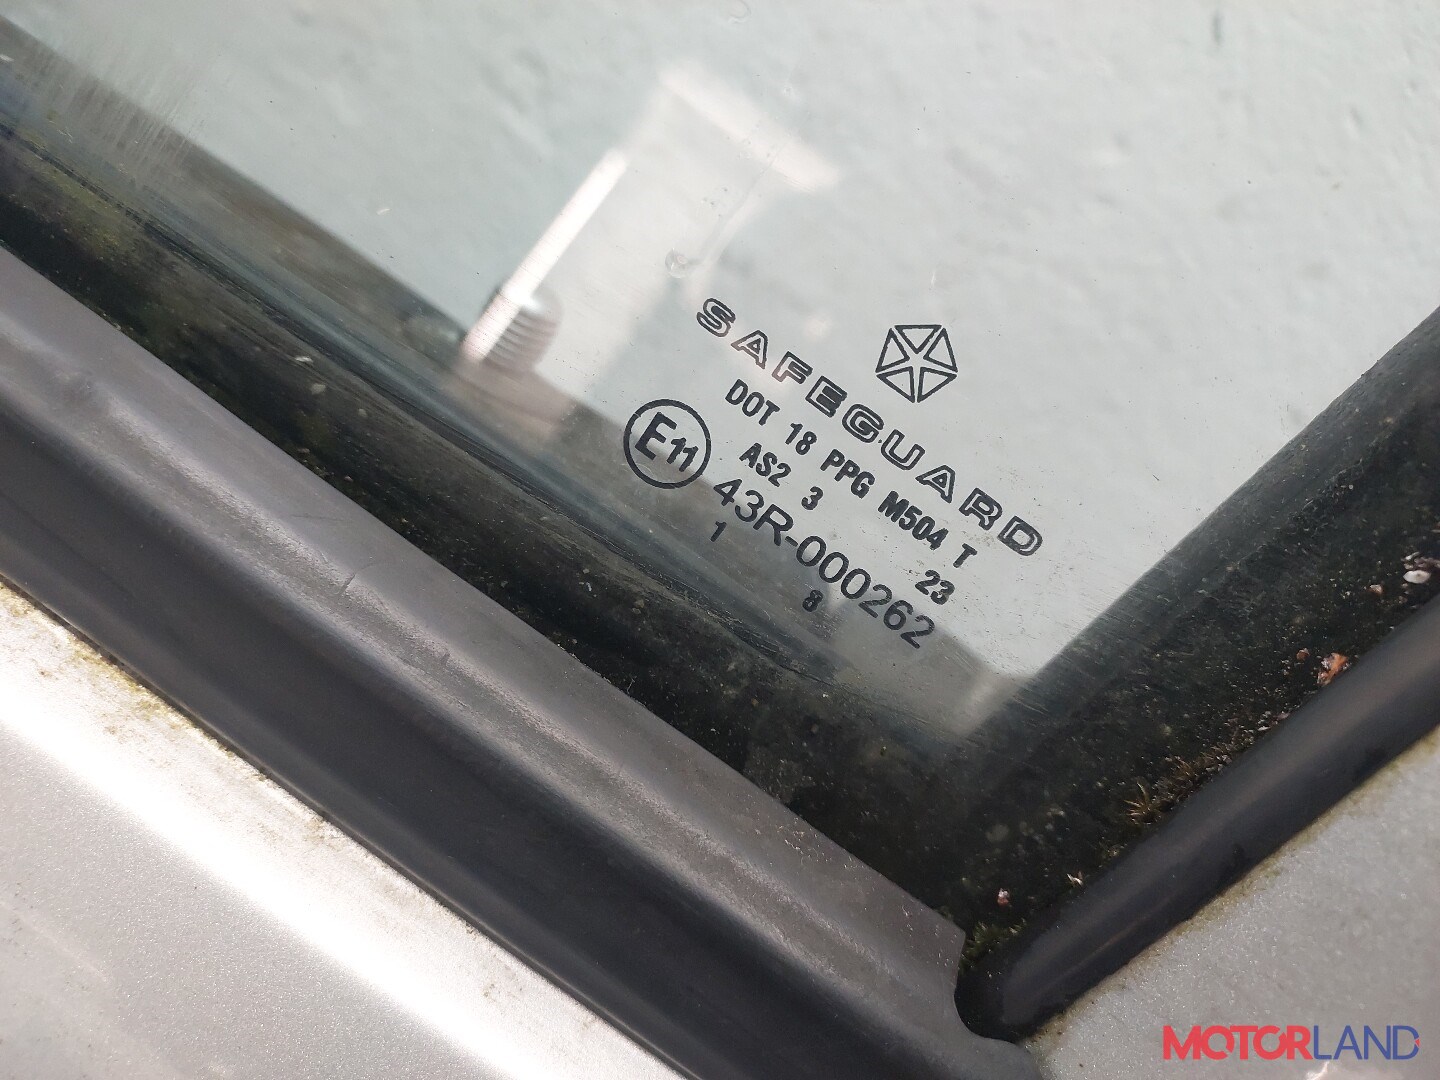 SAFEGUARD
DOT 18 PPG M504 T
AS2 3 23
E11 43R-000262
1 8
MOTORLAND